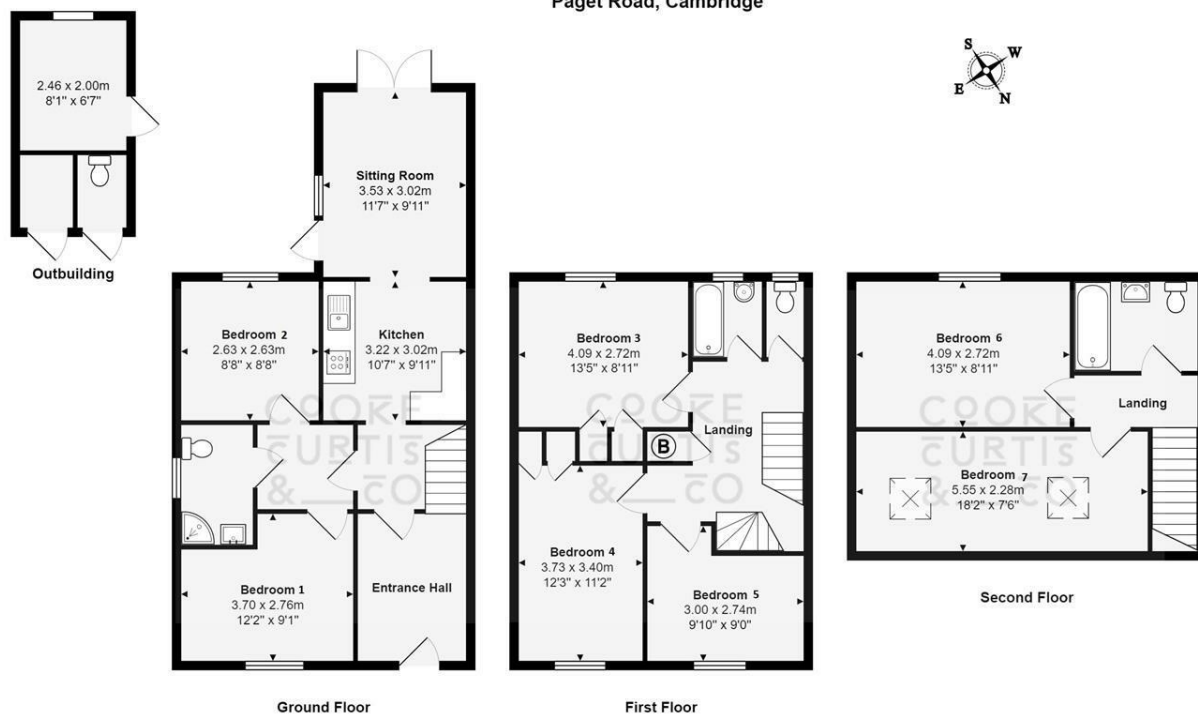 Paget Road, Cambridge
S
W
E
N
2.46 x 2.00m
8'1" x 6'7"
Outbuilding
Sitting Room
3.53 x 3.02m
11'7" x 9'11"
Bedroom 2
2.63 x 2.63m
8'8" x 8'8"
Kitchen
3.22 x 3.02m
10'7" x 9'11"
Bedroom 1
3.70 x 2.76m
12'2" x 9'1"
Entrance Hall
Ground Floor
Bedroom 3
4.09 x 2.72m
13'5" x 8'11"
Landing
B
Bedroom 4
3.73 x 3.40m
12'3" x 11'2"
Bedroom 5
3.00 x 2.74m
9'10" x 9'0"
First Floor
Bedroom 6
4.09 x 2.72m
13'5" x 8'11"
Landing
Bedroom 7
5.55 x 2.28m
18'2" x 7'6"
Second Floor
COOKE
CURTIS
& CO
COOKE
CURTIS
& CO
COOKE
CURTIS
& CO